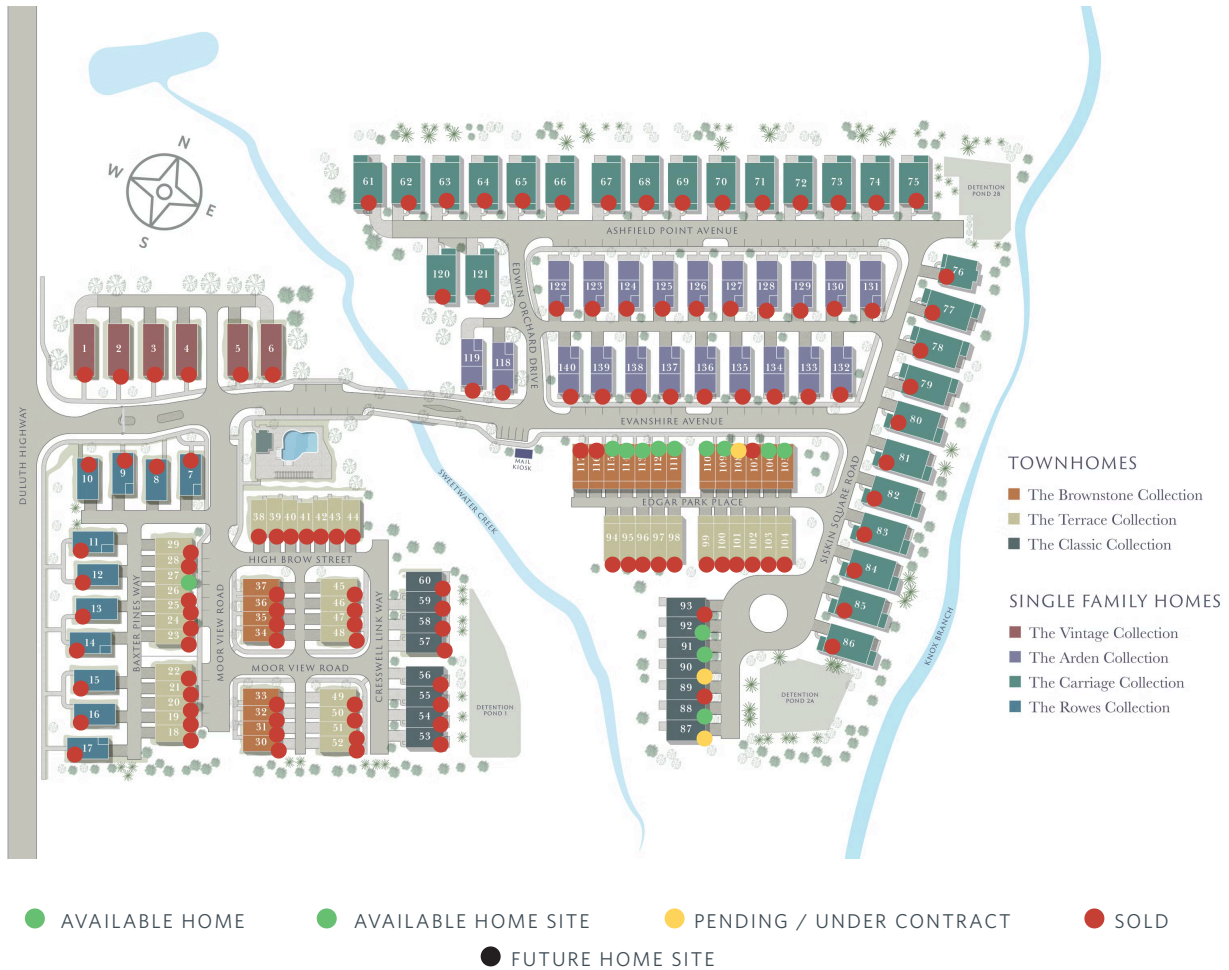 N
W
E
S
61 62 63 64 65 66 67 68 69 70 71 72 73 74 75
DETENTION
POND 2B
ASHFIELD POINT AVENUE
120 121
EDWIN ORCHARD DRIVE
122 123 124 125 126 127 128 129 130 131
76
77
78
79
80
81
82
83
84
85
86
119 118
140 139 138 137 136 135 134 133 132
1 2 3 4 5 6
DULUTH HIGHWAY
EVANSHIRE AVENUE
MAIL
KIOSK
SWEETWATER CREEK
EDGAR PARK PLACE
SISKIN SQUARE ROAD
KNOX BRANCH
94 95 96 97 98
99 100 101 102 103 104
10 9 8 7
38 39 40 41 42 43 44
HIGH BROW STREET
11
12
13
14
15
16
17
BAXTER PINES WAY
29
28
27
26
25
24
23
22
21
20
19
18
MOOR VIEW ROAD
37
36
35
34
45
46
47
48
MOOR VIEW ROAD
33
32
31
30
49
50
51
52
CRESSWELL LINK WAY
60
59
58
57
56
55
54
53
DETENTION
POND 1
93
92
91
90
89
88
87
DETENTION
POND 2A
TOWNHOMES
The Brownstone Collection
The Terrace Collection
The Classic Collection
SINGLE FAMILY HOMES
The Vintage Collection
The Arden Collection
The Carriage Collection
The Rowes Collection
AVAILABLE HOME
AVAILABLE HOME SITE
PENDING / UNDER CONTRACT
SOLD
FUTURE HOME SITE